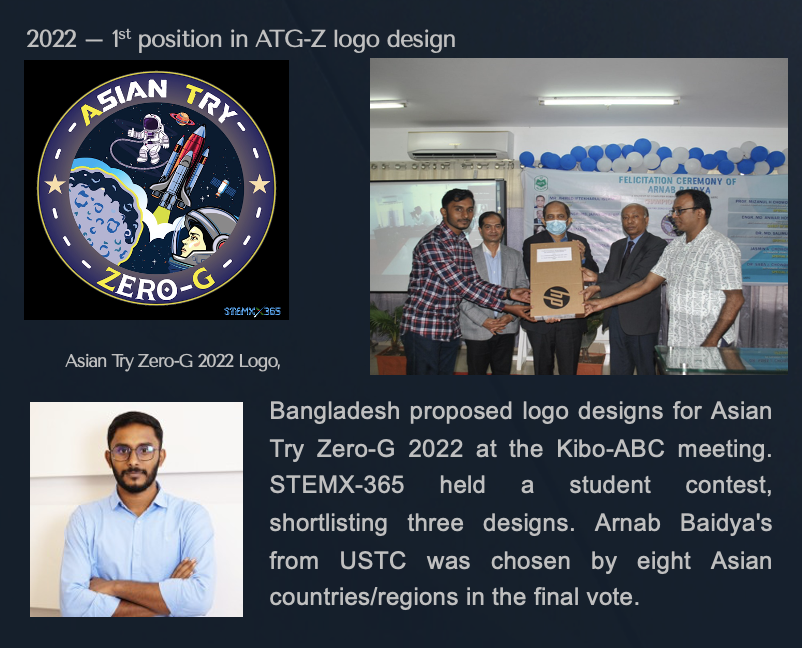 2022 – 1st position in ATG-Z logo design
ASIAN TRY
ZERO-G
STEMX365
FELICITATION CEREMONY OF
ARNAB BAIDYA
Asian Try Zero-G 2022 Logo,
Bangladesh proposed logo designs for Asian
Try Zero-G 2022 at the Kibo-ABC meeting.
STEMX-365 held a student contest,
shortlisting three designs. Arnab Baidya's
from USTC was chosen by eight Asian
countries/regions in the final vote.